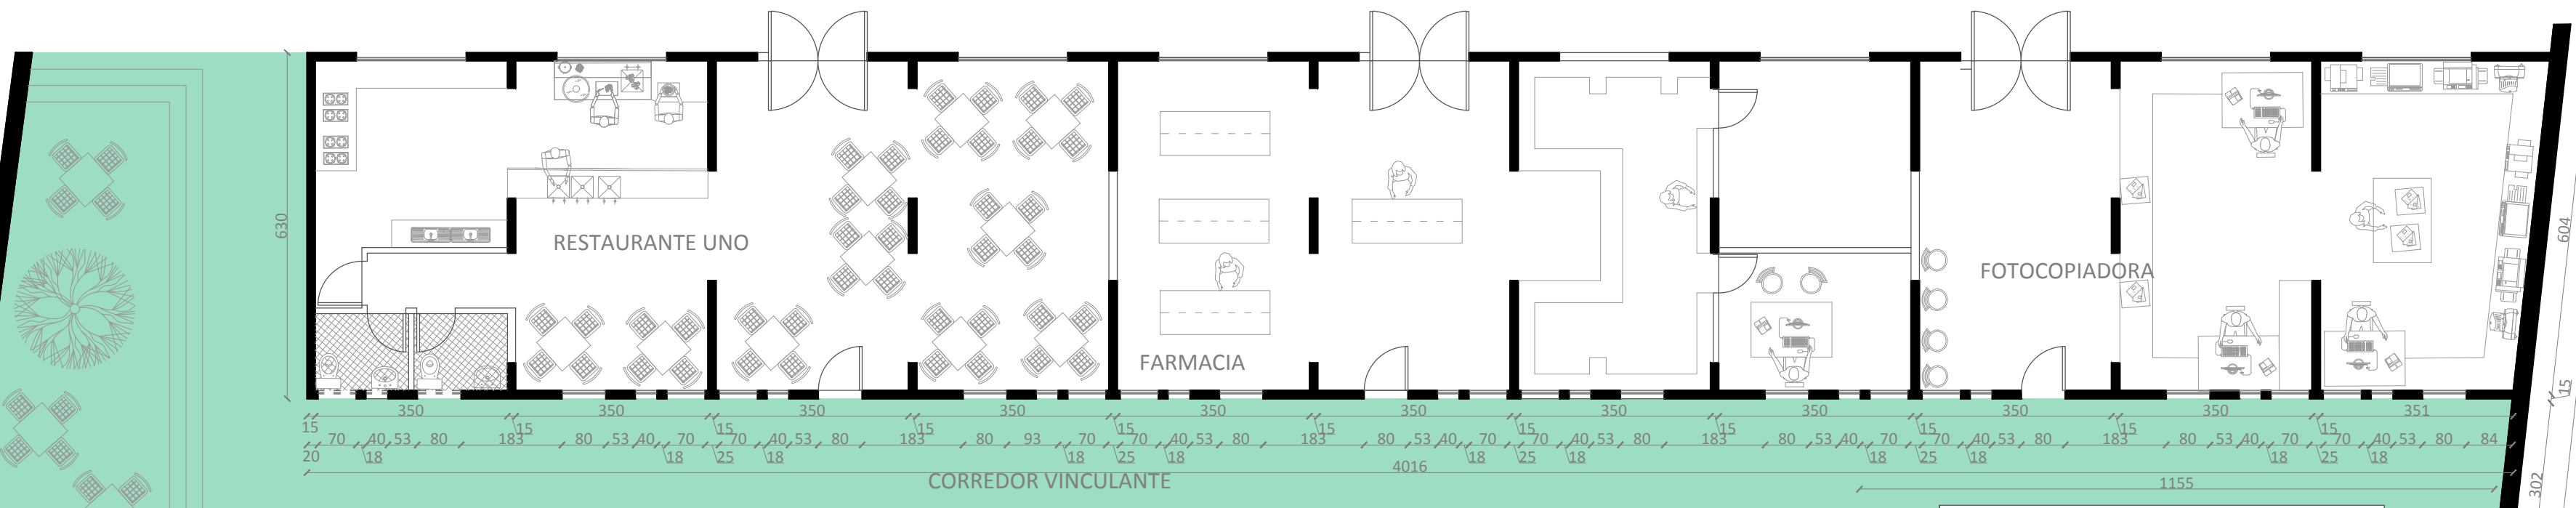 630
RESTAURANTE UNO
FARMACIA
FOTOCOPIADORA
604
15
302
350 350 350 350 350 350 350 350 350 350 351
15 15 15 15 15 15 15 15 15 15 15
70 40 53 80 183 80 53 40 70 70 40 53 80 183 80 93 70 70 40 53 80 183 80 53 40 70 70 40 53 80 183 80 53 40 70 70 40 53 80 183 80 53 40 70 70 40 53 80 84
20 18 18 25 18 18 25 18 18 25 18 18 25 18 18 25 18
4016
CORREDOR VINCULANTE
1155